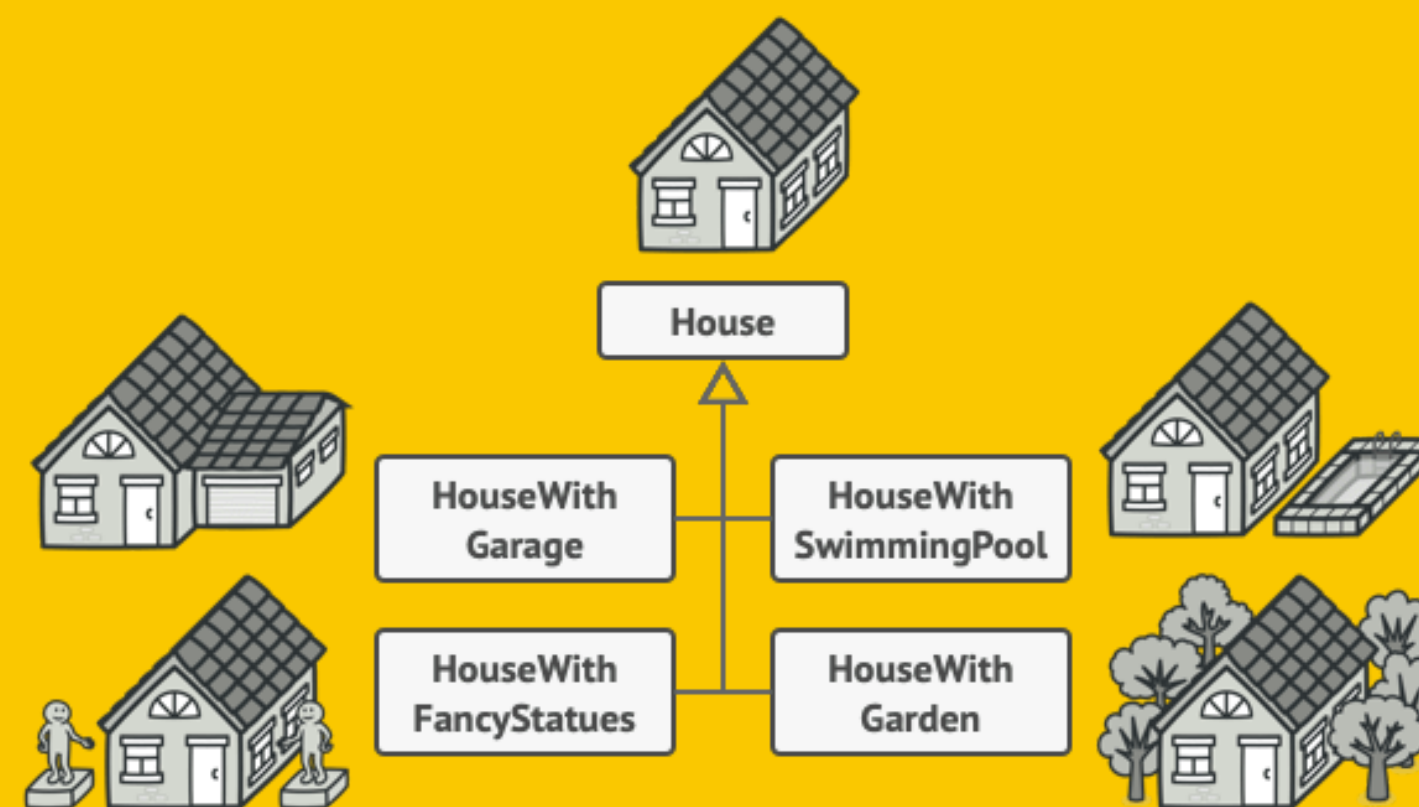 House
HouseWith
Garage
HouseWith
SwimmingPool
HouseWith
FancyStatues
HouseWith
Garden